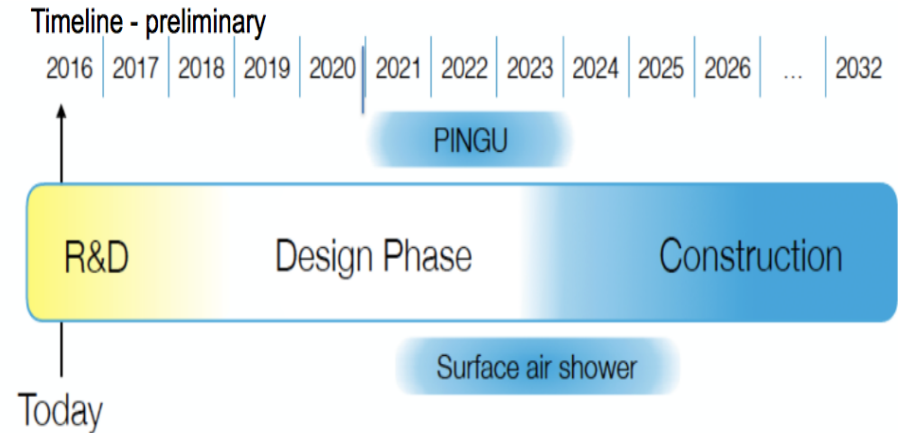 Timeline - preliminary
2016 2017 2018 2019 2020 2021 2022 2023 2024 2025 2026 ... 2032
PINGU
R&D Design Phase Construction
Surface air shower
Today